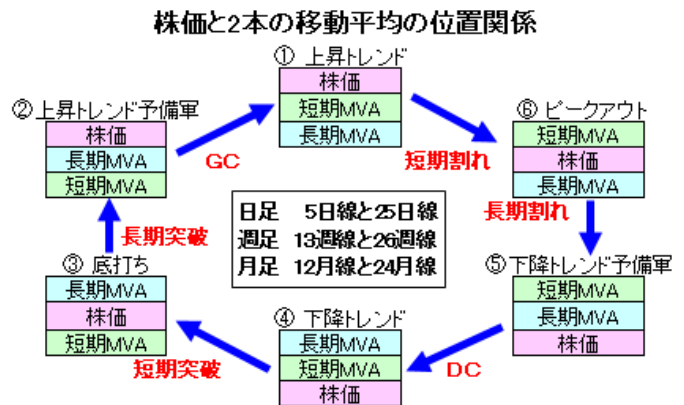 株価と2本の移動平均の位置関係
① 上昇トレンド
株価
短期MVA
長期MVA
② 上昇トレンド予備軍
株価
長期MVA
短期MVA
GC
短期割れ
⑥ ピークアウト
短期MVA
株価
長期MVA
長期割れ
長期突破
日足 5日線と25日線
週足 13週線と26週線
月足 12月線と24月線
③ 底打ち
長期MVA
株価
短期MVA
⑤ 下降トレンド予備軍
短期MVA
長期MVA
株価
④ 下降トレンド
長期MVA
短期MVA
株価
短期突破
DC